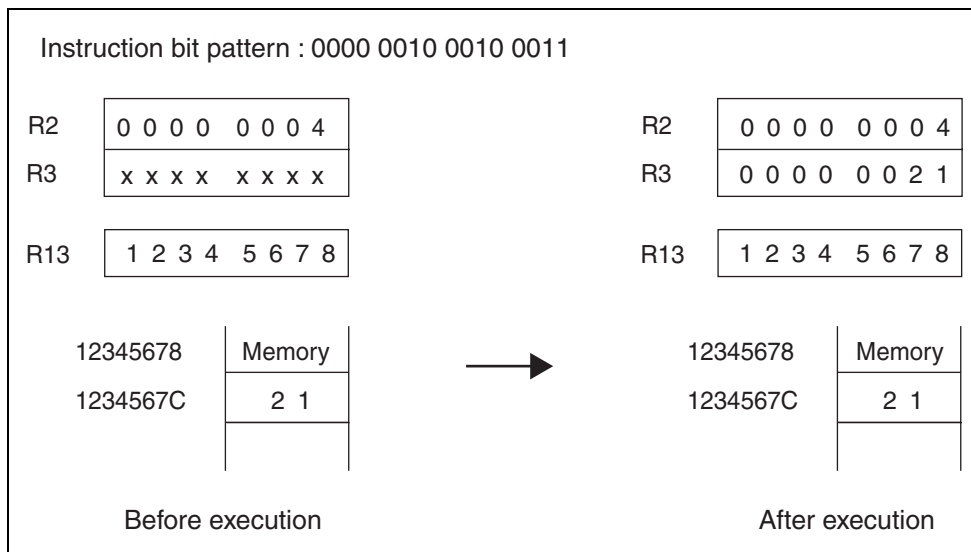 Instruction bit pattern : 0000 0010 0010 0011
R2 0 0 0 0 0 0 0 4 R2 0 0 0 0 0 0 0 4
R3 x x x x x x x x R3 0 0 0 0 0 0 2 1
R13 1 2 3 4 5 6 7 8 R13 1 2 3 4 5 6 7 8
12345678 Memory 12345678 Memory
1234567C 2 1 1234567C 2 1
Before execution After execution